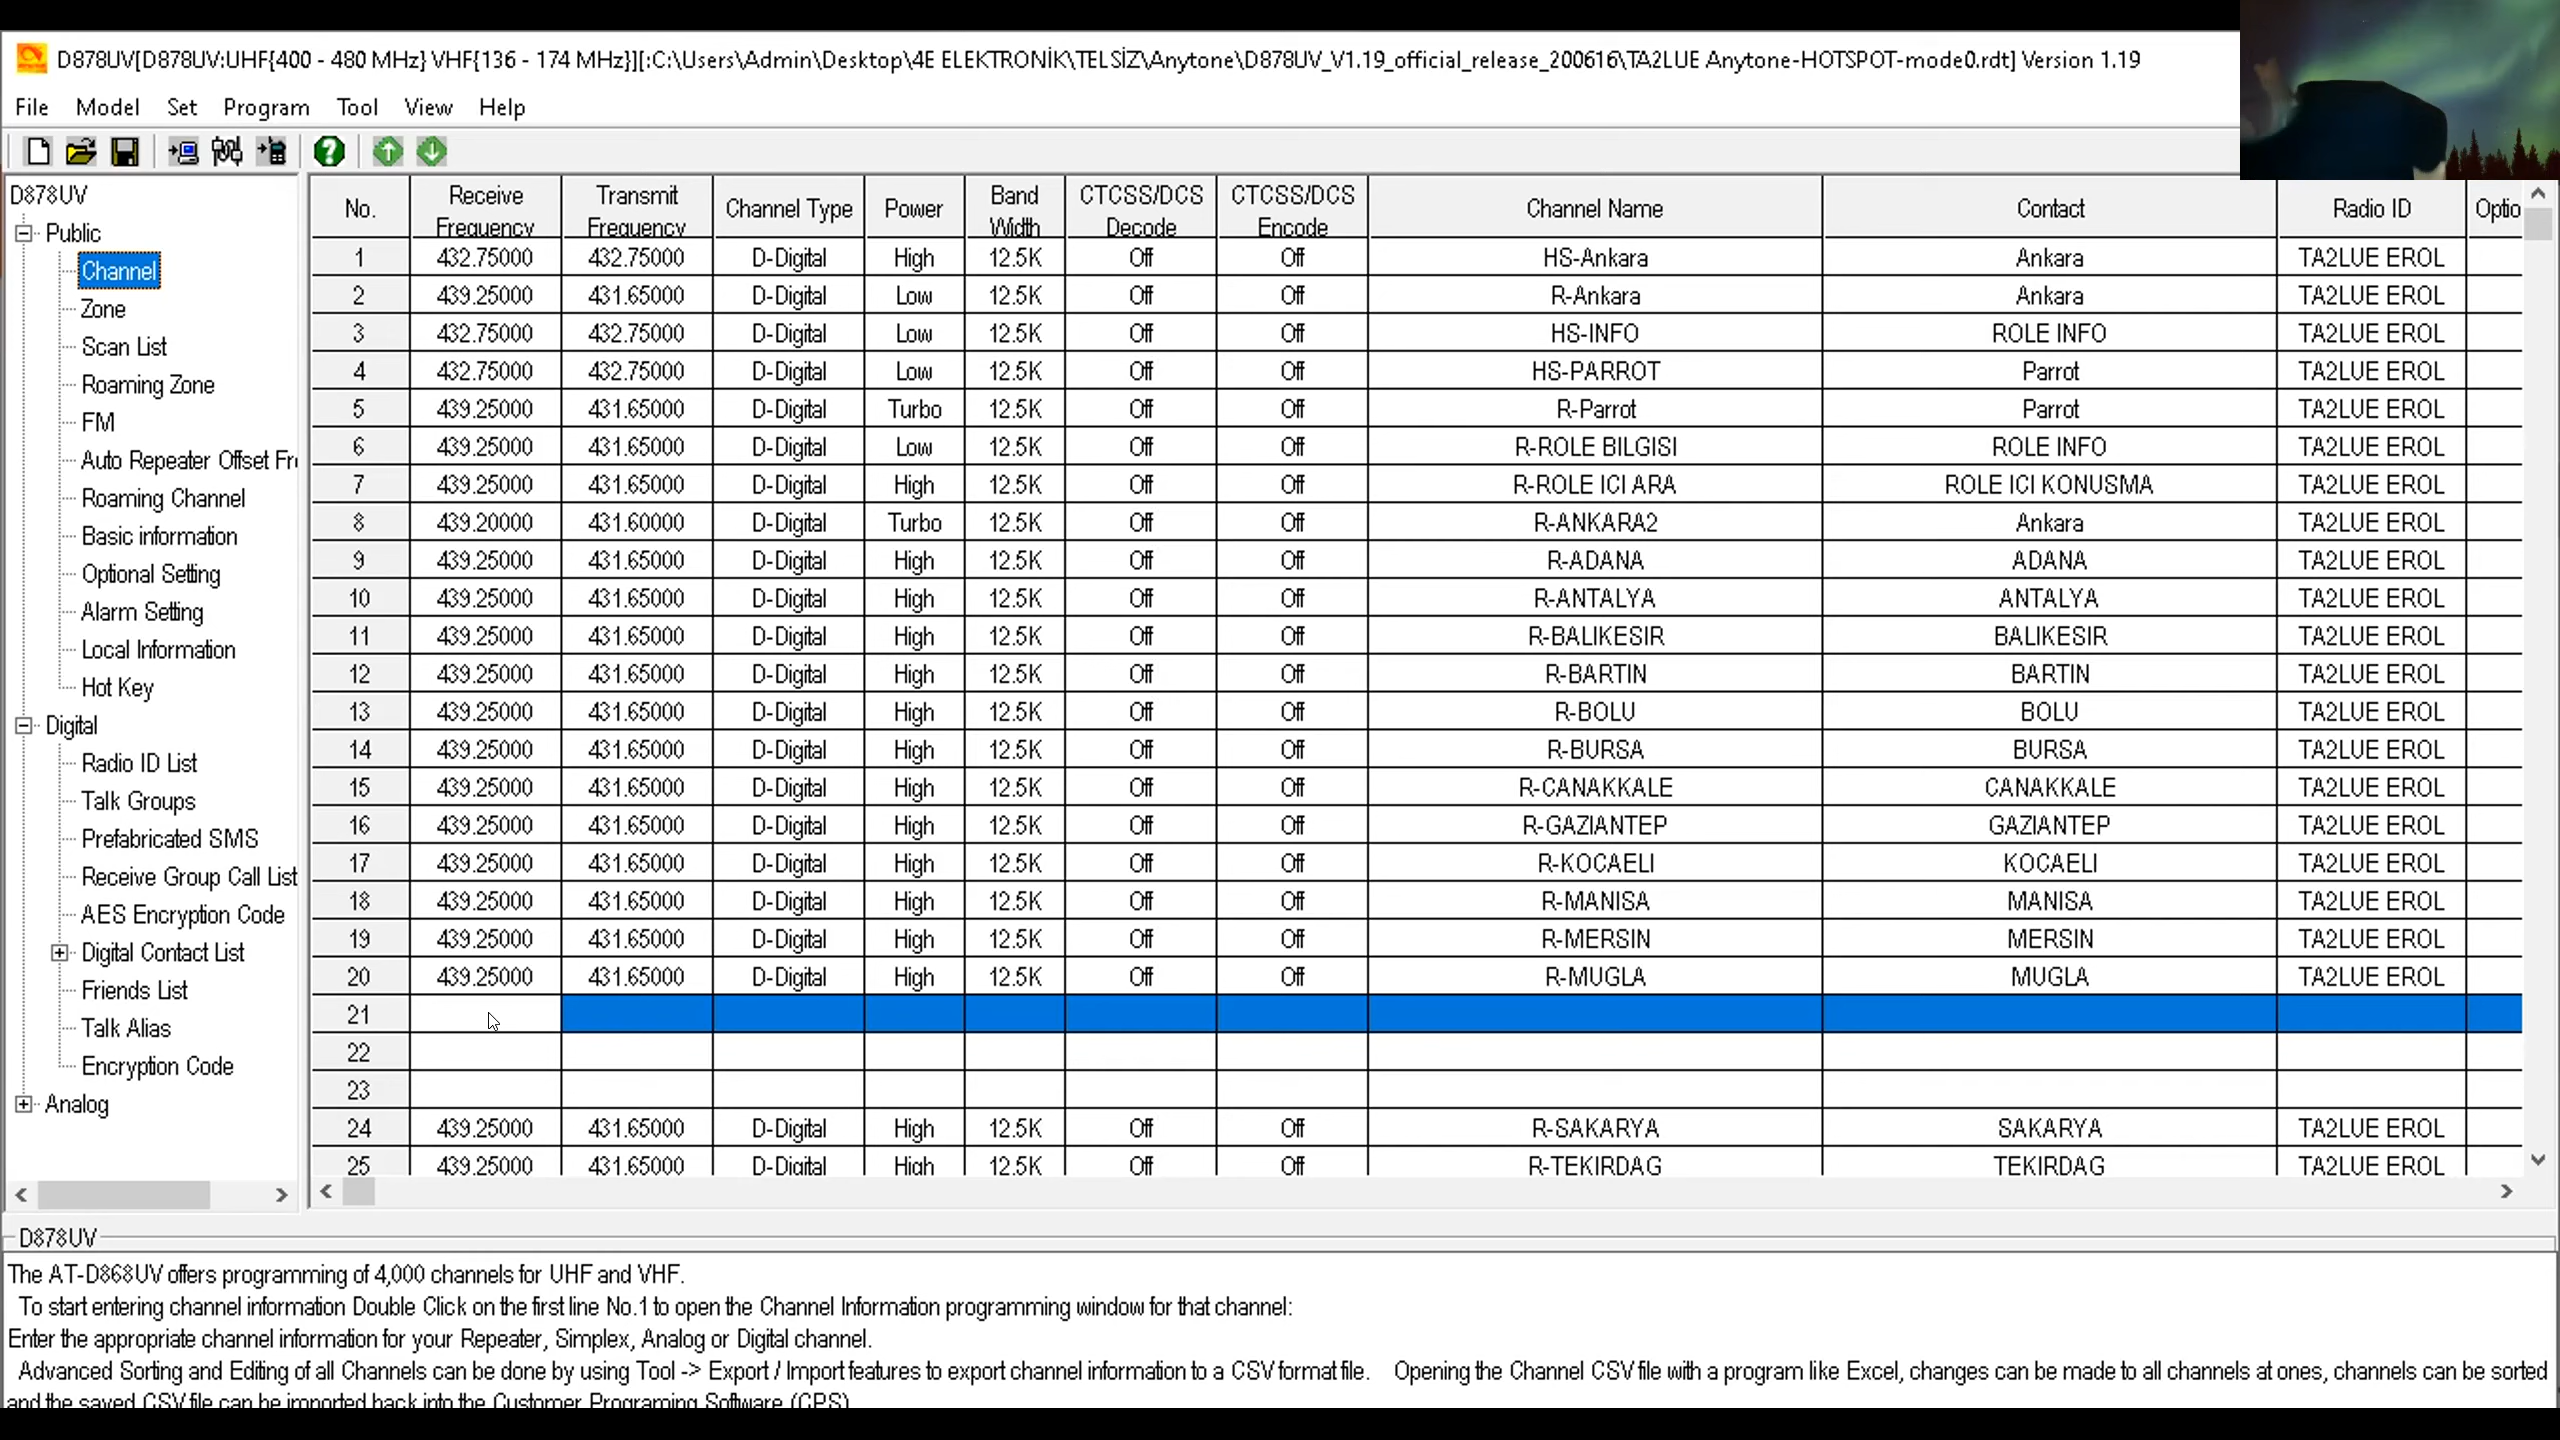 D878UV[D878UV:UHF{400 - 480 MHz} VHF{136 - 174 MHz}][:C:\Users\Admin\Desktop\4E ELEKTRONİK\TELSİZ\Anytone\D878UV_V1.19_official_release_200616\TA2LUE Anytone-HOTSPOT-mode0.rdt] Version 1.19
File Model Set Program Tool View Help
D878UV
Public
Channel
Zone
Scan List
Roaming Zone
FM
Auto Repeater Offset Fr
Roaming Channel
Basic information
Optional Setting
Alarm Setting
Local Information
Hot Key
Digital
Radio ID List
Talk Groups
Prefabricated SMS
Receive Group Call List
AES Encryption Code
Digital Contact List
Friends List
Talk Alias
Encryption Code
Analog
No. Receive Frequency Transmit Frequency Channel Type Power Band Width CTCSS/DCS Decode CTCSS/DCS Encode Channel Name Contact Radio ID Optio
1 432.75000 432.75000 D-Digital High 12.5K Off Off HS-Ankara Ankara TA2LUE EROL
2 439.25000 431.65000 D-Digital Low 12.5K Off Off R-Ankara Ankara TA2LUE EROL
3 432.75000 432.75000 D-Digital Low 12.5K Off Off HS-INFO ROLE INFO TA2LUE EROL
4 432.75000 432.75000 D-Digital Low 12.5K Off Off HS-PARROT Parrot TA2LUE EROL
5 439.25000 431.65000 D-Digital Turbo 12.5K Off Off R-Parrot Parrot TA2LUE EROL
6 439.25000 431.65000 D-Digital Low 12.5K Off Off R-ROLE BILGISI ROLE INFO TA2LUE EROL
7 439.25000 431.65000 D-Digital High 12.5K Off Off R-ROLE ICI ARA ROLE ICI KONUSMA TA2LUE EROL
8 439.20000 431.60000 D-Digital Turbo 12.5K Off Off R-ANKARA2 Ankara TA2LUE EROL
9 439.25000 431.65000 D-Digital High 12.5K Off Off R-ADANA ADANA TA2LUE EROL
10 439.25000 431.65000 D-Digital High 12.5K Off Off R-ANTALYA ANTALYA TA2LUE EROL
11 439.25000 431.65000 D-Digital High 12.5K Off Off R-BALIKESIR BALIKESIR TA2LUE EROL
12 439.25000 431.65000 D-Digital High 12.5K Off Off R-BARTIN BARTIN TA2LUE EROL
13 439.25000 431.65000 D-Digital High 12.5K Off Off R-BOLU BOLU TA2LUE EROL
14 439.25000 431.65000 D-Digital High 12.5K Off Off R-BURSA BURSA TA2LUE EROL
15 439.25000 431.65000 D-Digital High 12.5K Off Off R-CANAKKALE CANAKKALE TA2LUE EROL
16 439.25000 431.65000 D-Digital High 12.5K Off Off R-GAZIANTEP GAZIANTEP TA2LUE EROL
17 439.25000 431.65000 D-Digital High 12.5K Off Off R-KOCAELI KOCAELI TA2LUE EROL
18 439.25000 431.65000 D-Digital High 12.5K Off Off R-MANISA MANISA TA2LUE EROL
19 439.25000 431.65000 D-Digital High 12.5K Off Off R-MERSIN MERSIN TA2LUE EROL
20 439.25000 431.65000 D-Digital High 12.5K Off Off R-MUGLA MUGLA TA2LUE EROL
21
22
23
24 439.25000 431.65000 D-Digital High 12.5K Off Off R-SAKARYA SAKARYA TA2LUE EROL
25 439.25000 431.65000 D-Digital High 12.5K Off Off R-TEKIRDAG TEKIRDAG TA2LUE EROL
D878UV
The AT-D868UV offers programming of 4,000 channels for UHF and VHF.
To start entering channel information Double Click on the first line No.1 to open the Channel Information programming window for that channel:
Enter the appropriate channel information for your Repeater, Simplex, Analog or Digital channel.
Advanced Sorting and Editing of all Channels can be done by using Tool -> Export / Import features to export channel information to a CSV format file. Opening the Channel CSV file with a program like Excel, changes can be made to all channels at ones, channels can be sorted
and the saved CSV file can be imported back into the Customer Programing Software (CPS)